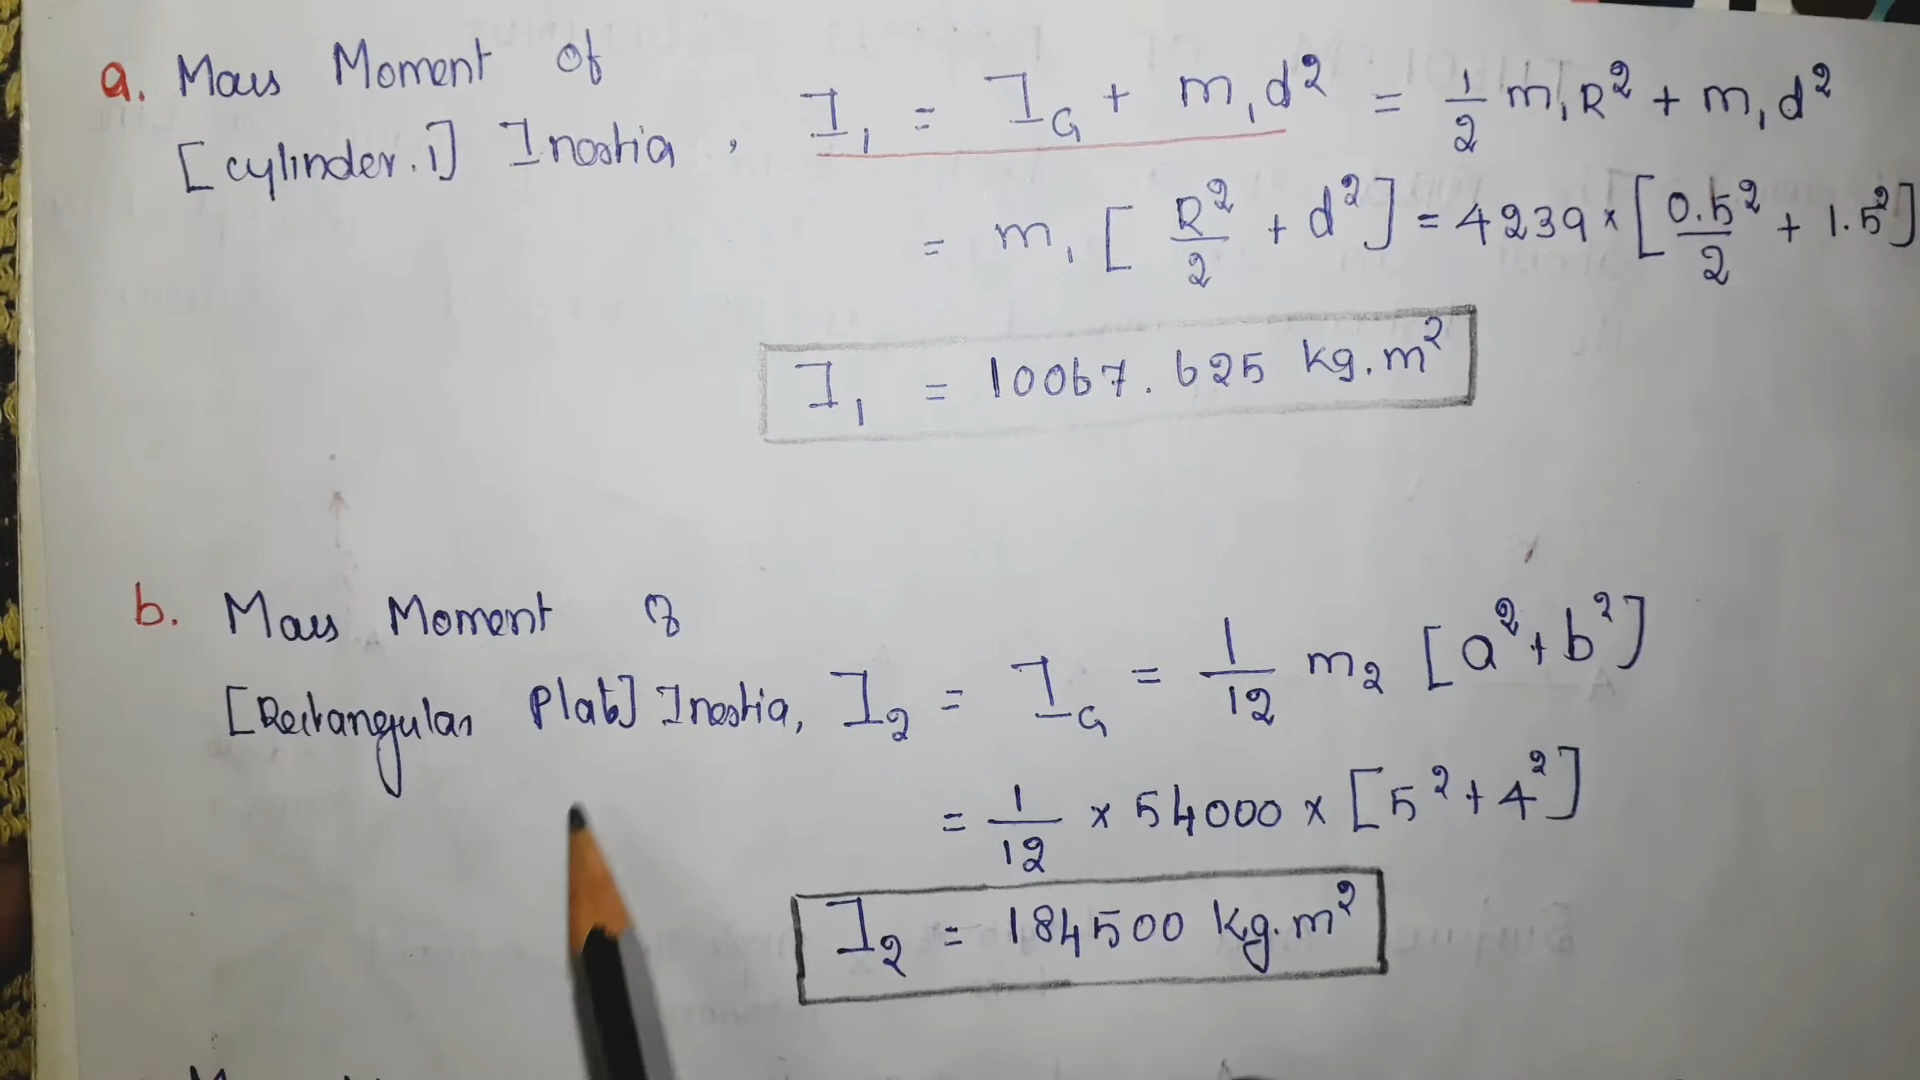 a. Mass Moment of
[cylinder.1] Inertia, I₁ = I_G + m₁d² = 1/2 m₁R² + m₁d²
= m₁ [R²/2 + d²] = 4239 × [0.5²/2 + 1.5²]
I₁ = 10067.625 kg.m²
b. Mass Moment of
[Rectangular Plate] Inertia, I₂ = I_G = 1/12 m₂ [a² + b²]
= 1/12 × 54000 × [5² + 4²]
I₂ = 184500 kg.m²